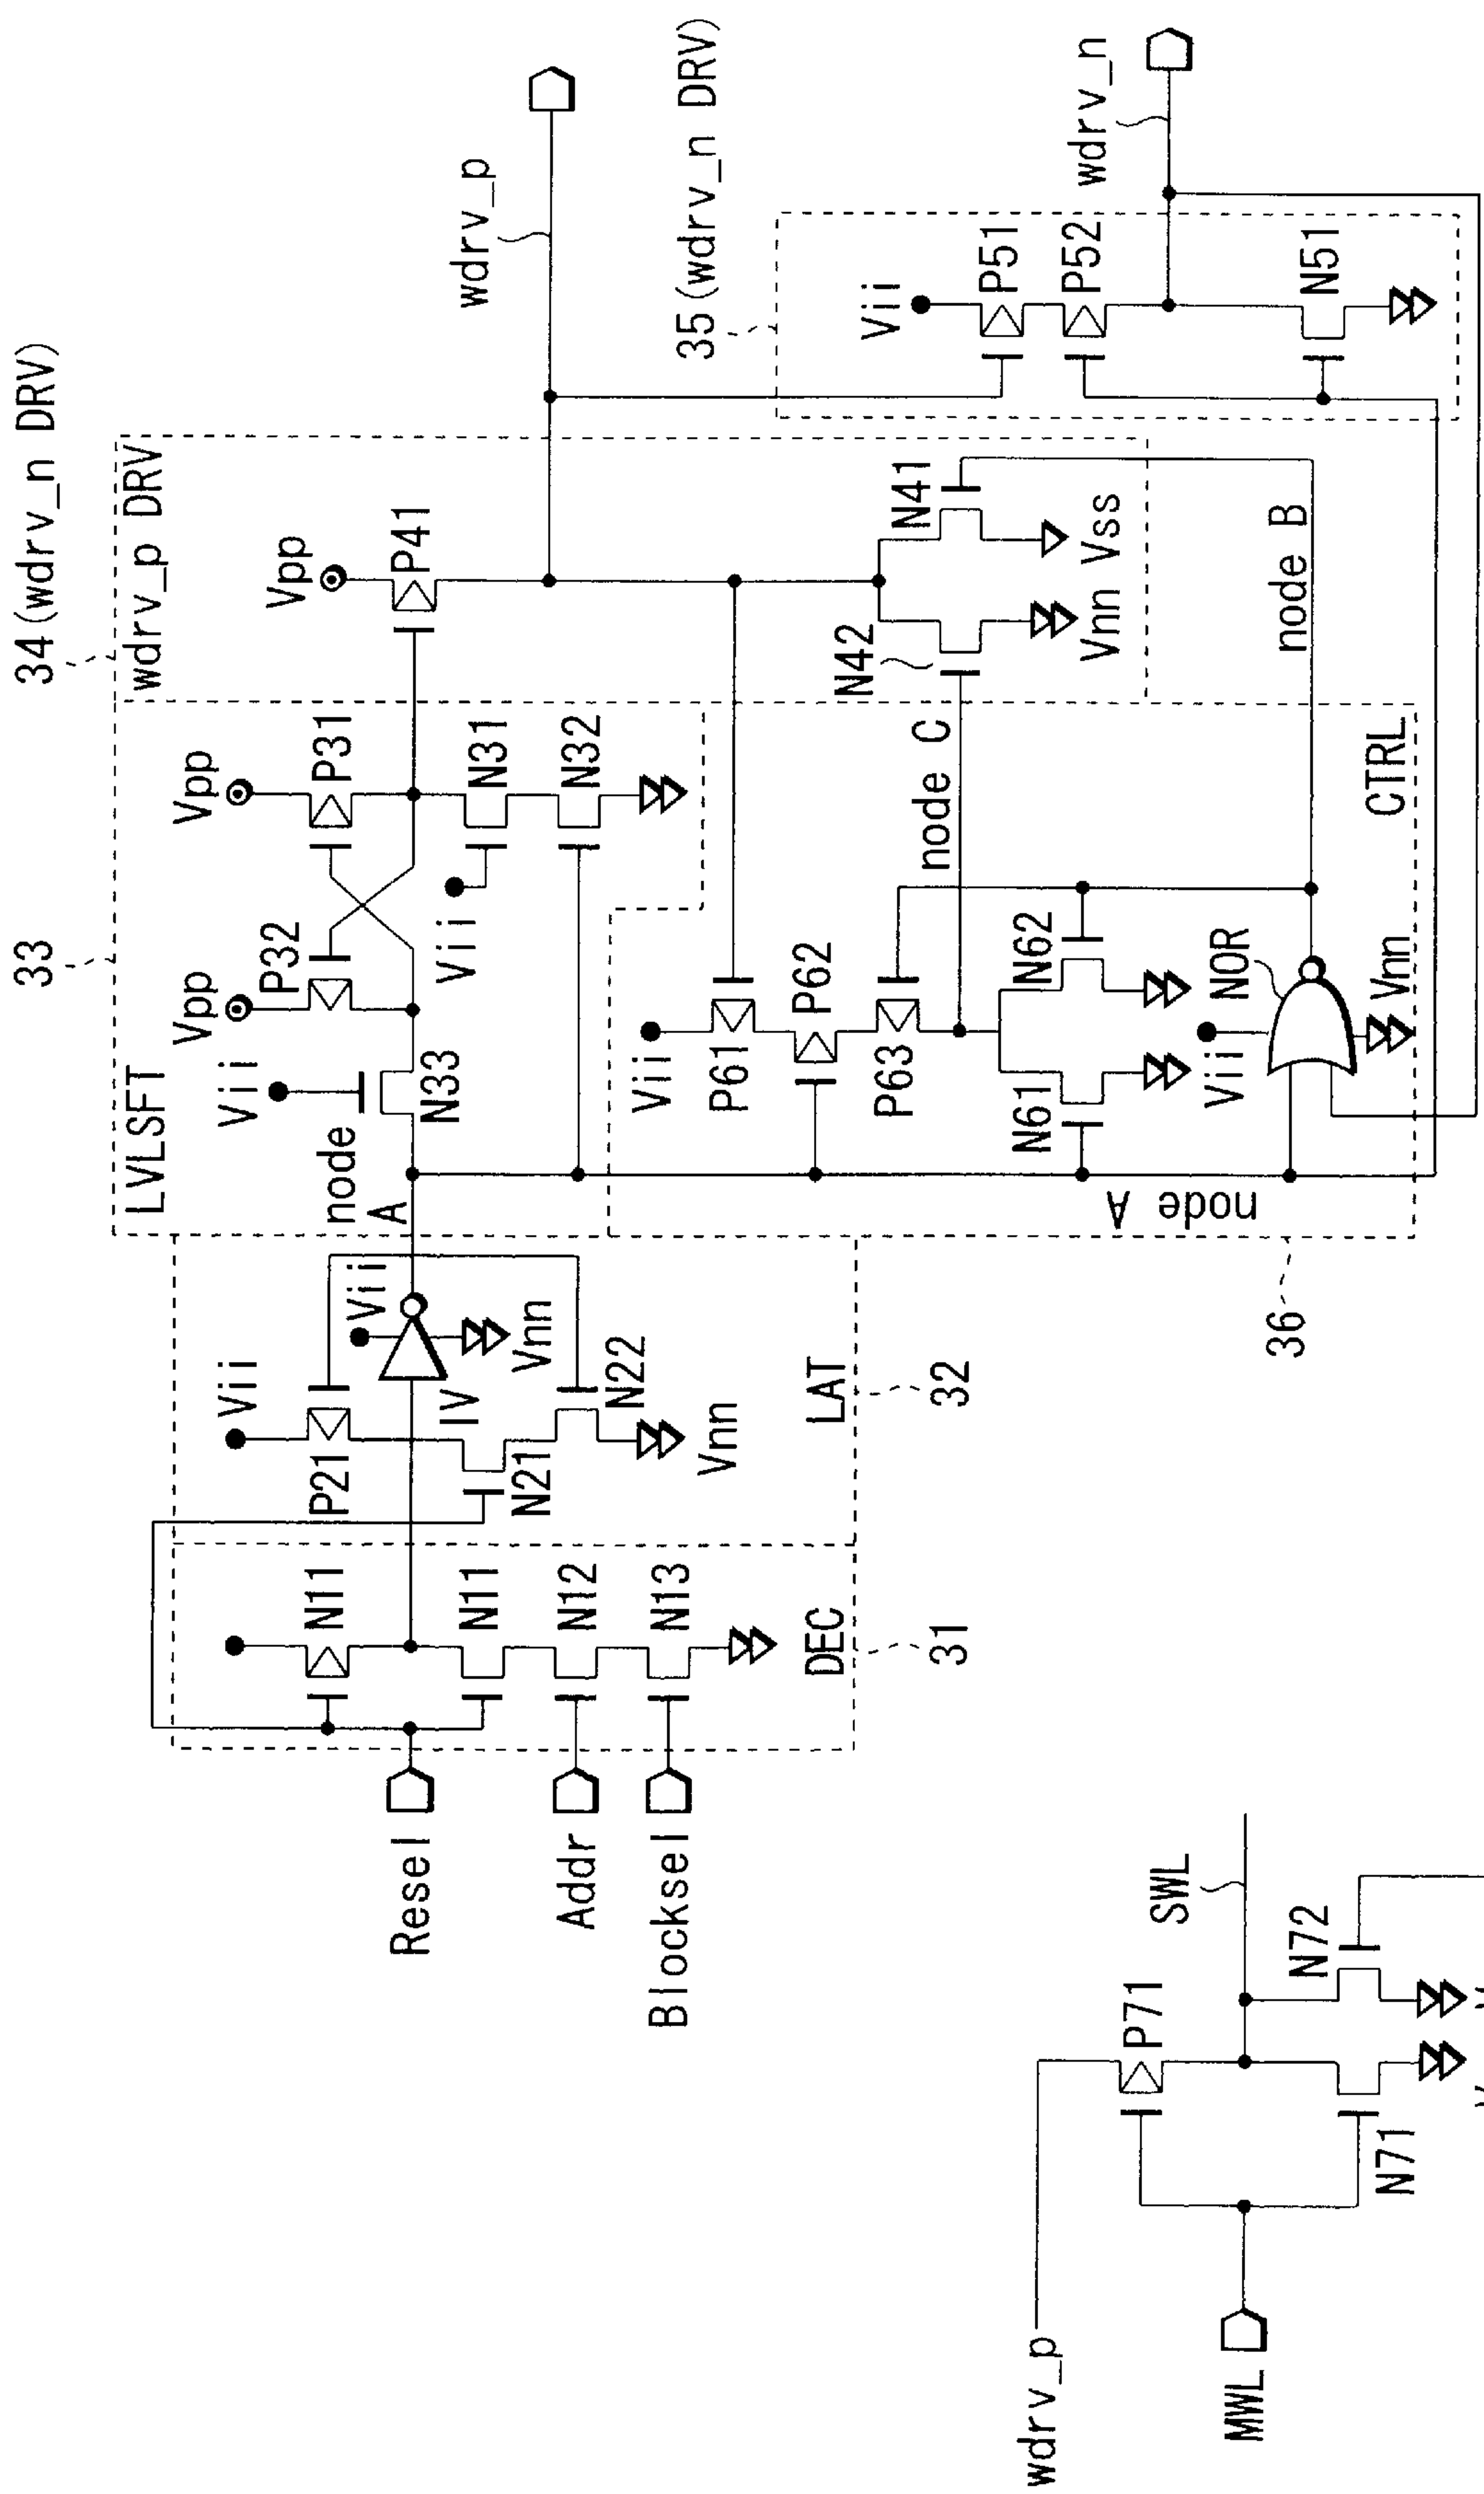 33
34(wdrv_n DRV)
LVLSFT
wdrv_p DRV
Vpp
Vpp
Vpp
wdrv_p
Vii
P32
P31
P41
node
A
N33
Vii
N31
N32
35(wdrv_n DRV)
Resel
N11
Vii
P21
Vii
IV
Vnn
N11
N21
N22
Addr
N12
Blocksel
N13
Vnn
DEC
31
LAT
32
Vii
P61
P62
P63
node C
N42
N41
Vnn
Vss
Vii
P51
P52
wdrv_n
N61
N62
node A
Vii
NOR
node B
N51
Vnn
CTRL
36
wdrv_p
P71
SWL
MWL
N71
N72